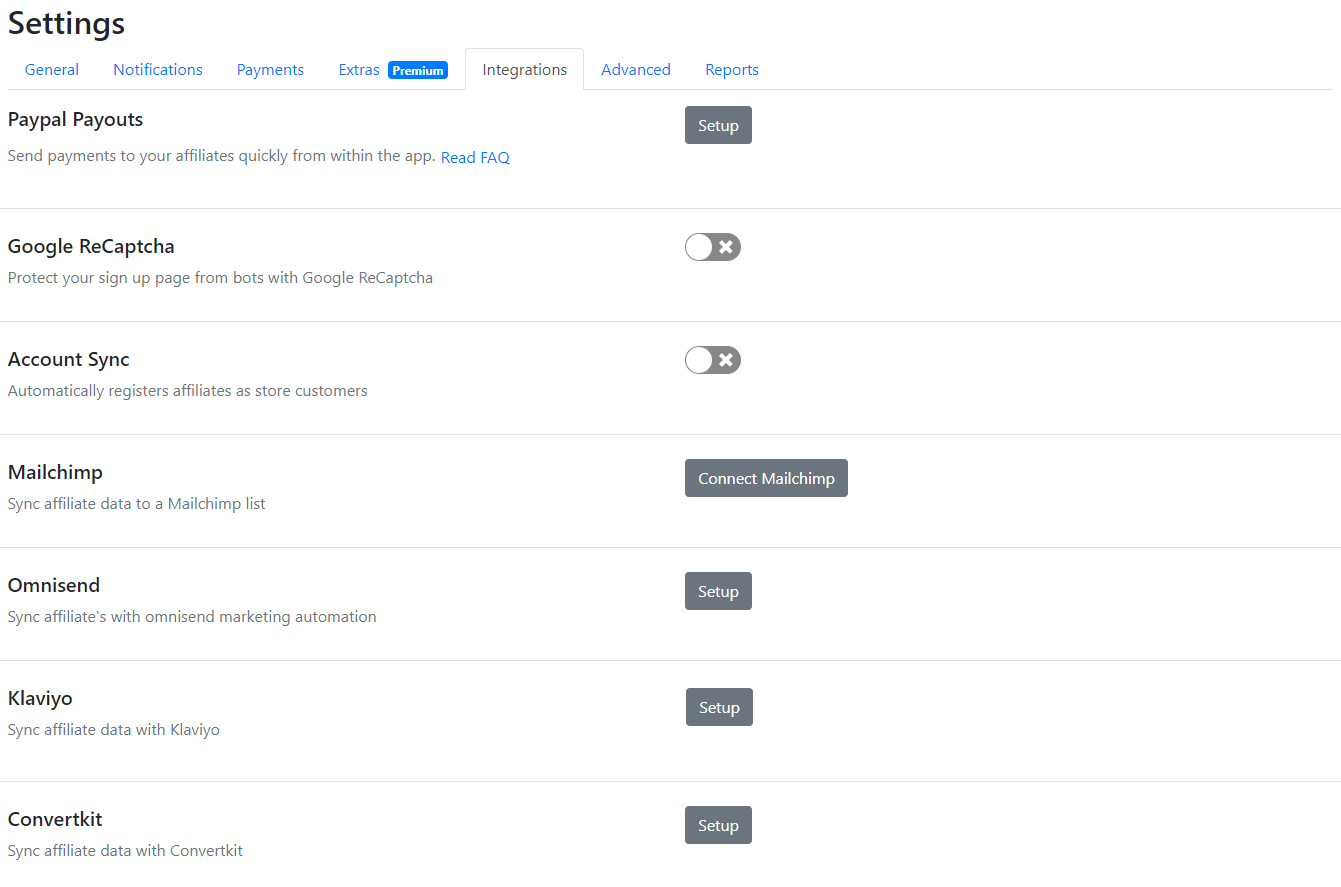 Settings
General Notifications Payments Extras Premium Integrations Advanced Reports
Paypal Payouts
Setup
Send payments to your affiliates quickly from within the app. Read FAQ
Google ReCaptcha
Protect your sign up page from bots with Google ReCaptcha
Account Sync
Automatically registers affiliates as store customers
Mailchimp
Connect Mailchimp
Sync affiliate data to a Mailchimp list
Omnisend
Setup
Sync affiliate's with omnisend marketing automation
Klaviyo
Setup
Sync affiliate data with Klaviyo
Convertkit
Setup
Sync affiliate data with Convertkit